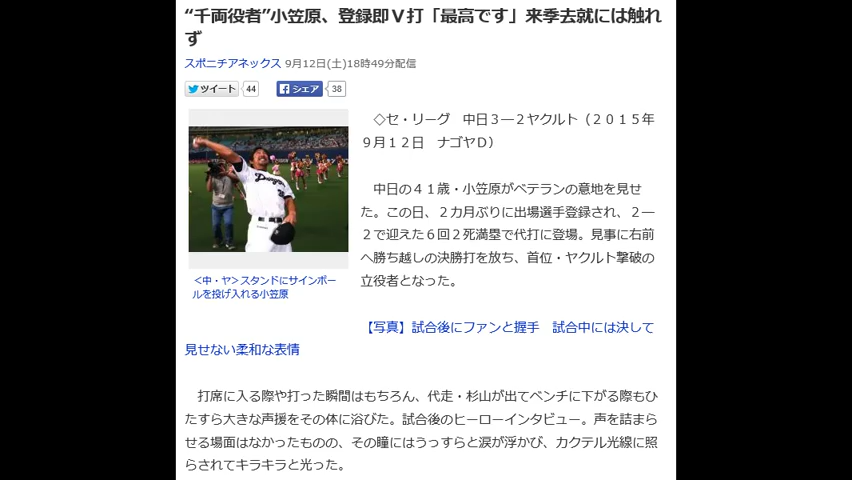 “千両役者”小笠原、登録即Ｖ打「最高です」来季去就には触れ
ず
スポニチアネックス 9月12日(土)18時49分配信
ツイート 44 シェア 38
◇セ・リーグ　中日３―２ヤクルト（２０１５年
９月１２日　ナゴヤＤ）
中日の４１歳・小笠原がベテランの意地を見せ
た。この日、２カ月ぶりに出場選手登録され、２―
２で迎えた６回２死満塁で代打に登場。見事に右前
へ勝ち越しの決勝打を放ち、首位・ヤクルト撃破の
立役者となった。
＜中・ヤ＞スタンドにサインボー
ルを投げ入れる小笠原
【写真】試合後にファンと握手　試合中には決して
見せない柔和な表情
打席に入る際や打った瞬間はもちろん、代走・杉山が出てベンチに下がる際もひ
たすら大きな声援をその体に浴びた。試合後のヒーローインタビュー。声を詰まら
せる場面はなかったものの、その瞳にはうっすらと涙が浮かび、カクテル光線に照
らされてキラキラと光った。